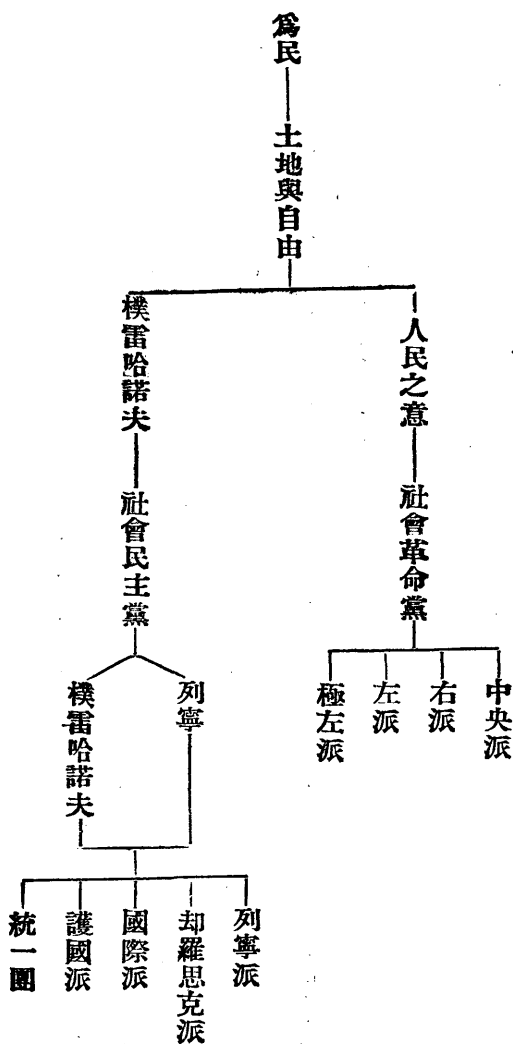 爲民
土地與自由
人民之意
社會革命黨
中央派
右派
左派
極左派
樸雷哈諾夫
社會民主黨
列寧
樸雷哈諾夫
列寧派
却羅思克派
國際派
護國派
統一團